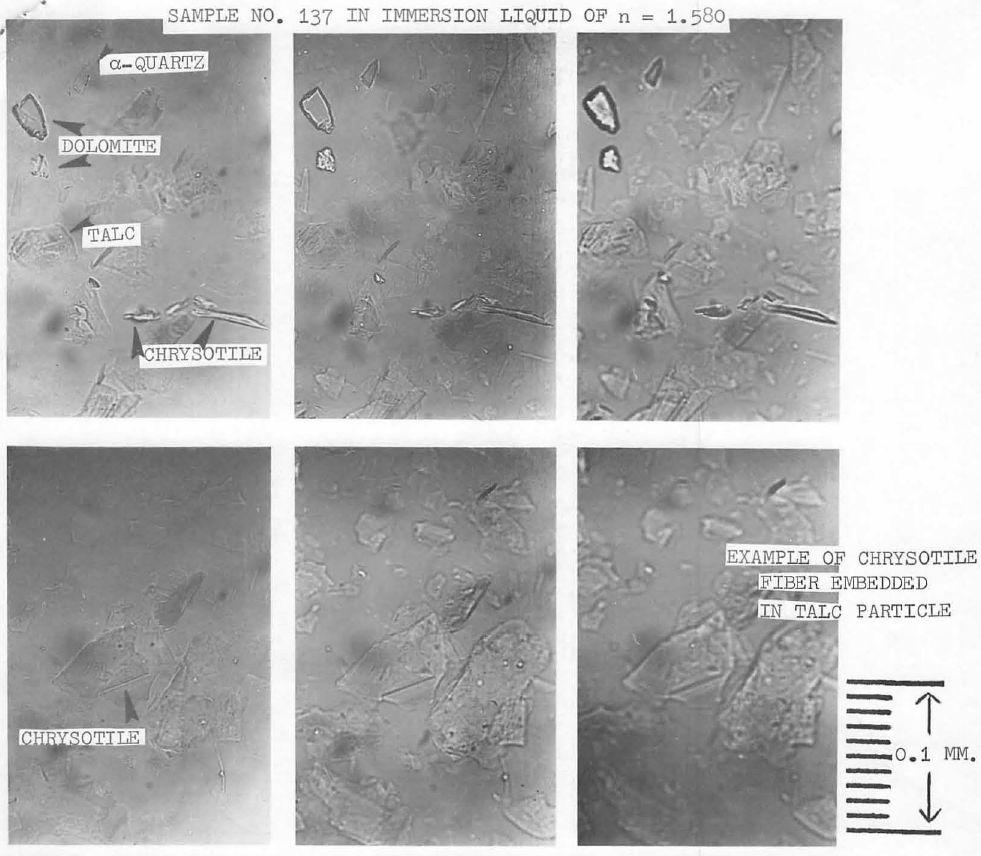 SAMPLE NO. 137 IN IMMERSION LIQUID OF n = 1.580
α-QUARTZ
DOLOMITE
TALC
CHRYSOTILE
EXAMPLE OF CHRYSOTILE
FIBER EMBEDDED
IN TALC PARTICLE
CHRYSOTILE
0.1 MM.